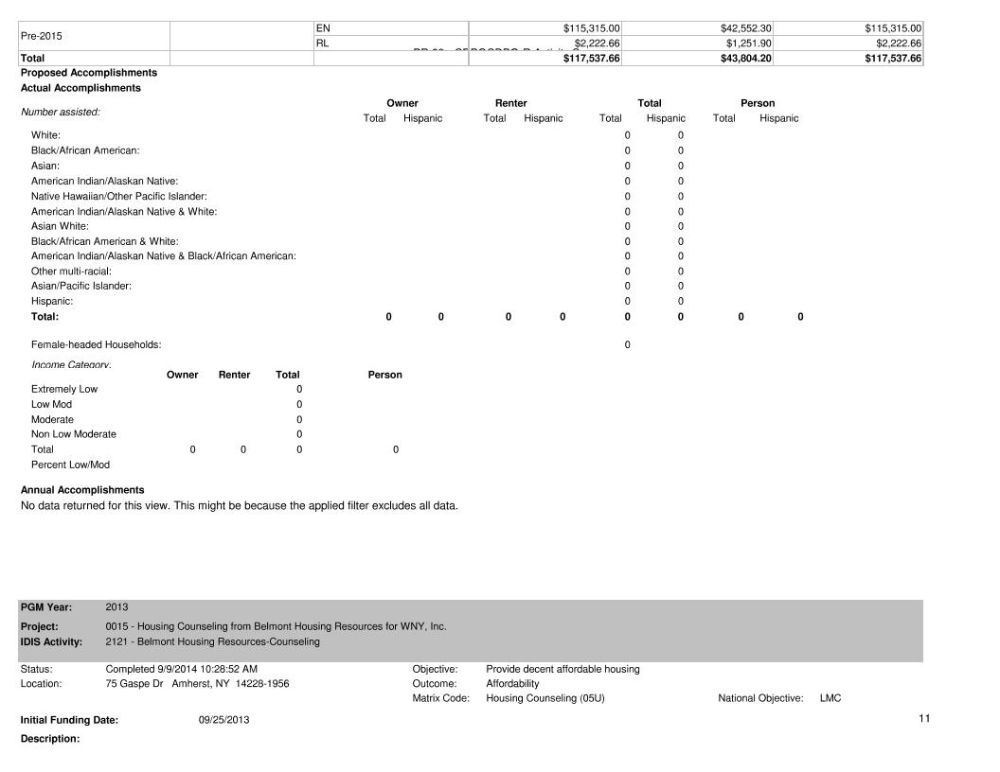 Pre-2015 EN $115,315.00 $42,552.30 $115,315.00
RL $2,222.66 $1,251.90 $2,222.66
Total $117,537.66 $43,804.20 $117,537.66
Proposed Accomplishments
Actual Accomplishments
Owner Renter Total Person
Number assisted:
Total Hispanic Total Hispanic Total Hispanic Total Hispanic
White: 0 0
Black/African American: 0 0
Asian: 0 0
American Indian/Alaskan Native: 0 0
Native Hawaiian/Other Pacific Islander: 0 0
American Indian/Alaskan Native & White: 0 0
Asian White: 0 0
Black/African American & White: 0 0
American Indian/Alaskan Native & Black/African American: 0 0
Other multi-racial: 0 0
Asian/Pacific Islander: 0 0
Hispanic: 0 0
Total: 0 0 0 0 0 0 0 0
Female-headed Households: 0
Income Category:
Owner Renter Total Person
Extremely Low 0
Low Mod 0
Moderate 0
Non Low Moderate 0
Total 0 0 0 0
Percent Low/Mod
Annual Accomplishments
No data returned for this view. This might be because the applied filter excludes all data.
PGM Year: 2013
Project: 0015 - Housing Counseling from Belmont Housing Resources for WNY, Inc.
IDIS Activity: 2121 - Belmont Housing Resources-Counseling
Status: Completed 9/9/2014 10:28:52 AM Objective: Provide decent affordable housing
Location: 75 Gaspe Dr Amherst, NY 14228-1956 Outcome: Affordability
Matrix Code: Housing Counseling (05U) National Objective: LMC
Initial Funding Date: 09/25/2013
11
Description: